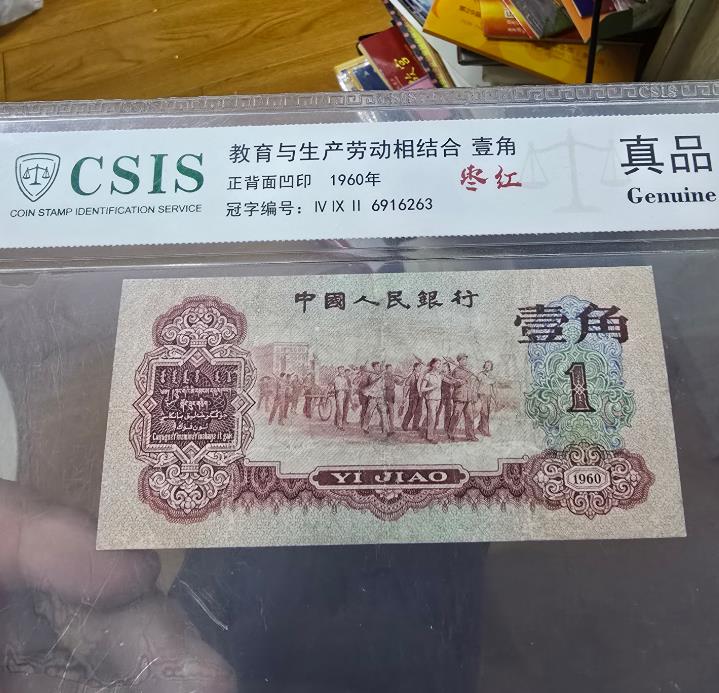 CSIS
COIN STAMP IDENTIFICATION SERVICE
教育与生产劳动相结合 壹角
正背面凹印 1960年 枣红
冠字编号：Ⅳ Ⅸ Ⅱ 6916263
真品
Genuine
中國人民銀行
壹角
1
YI JIAO
1960